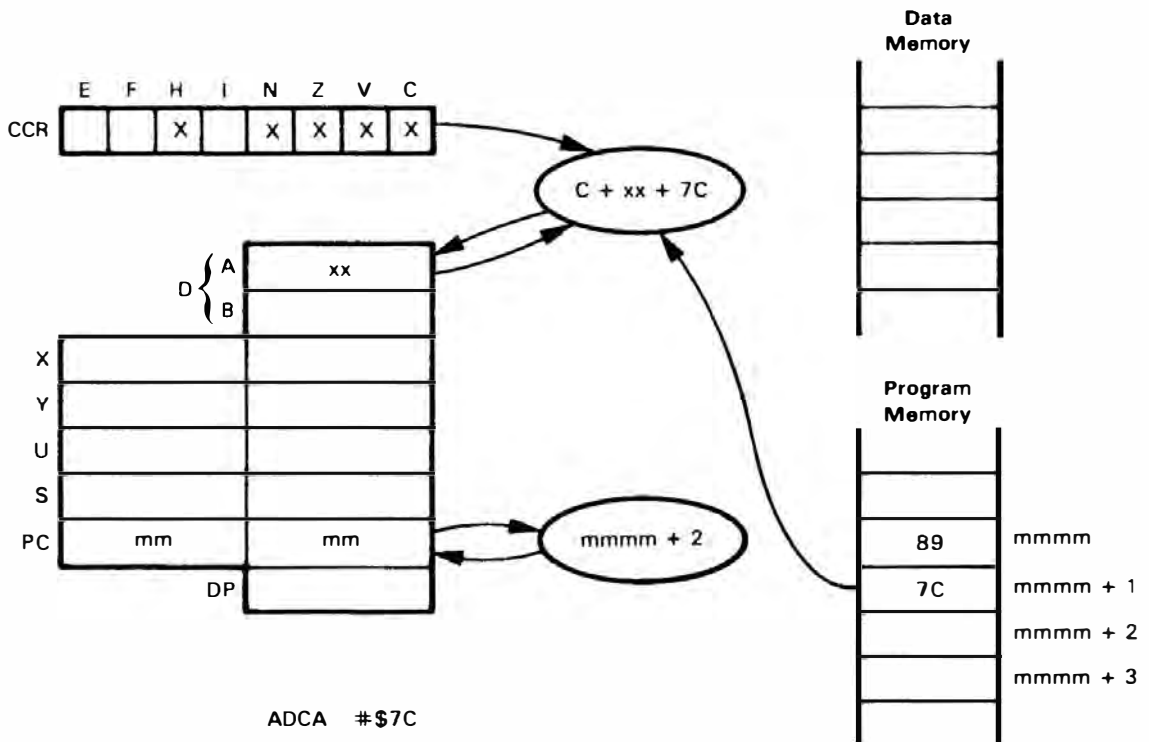 Data
Memory
E F H I N Z V C
CCR X X X X X
C + xx + 7C
D { A xx
B
X
Y
U
S
PC mm mm
DP
mmmm + 2
Program
Memory
89 mmmm
7C mmmm + 1
mmmm + 2
mmmm + 3
ADCA #$7C